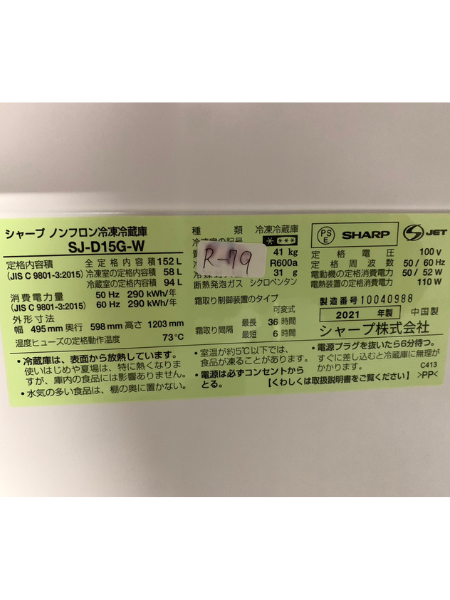 シャープ ノンフロン冷凍冷蔵庫
SJ-D15G-W
定格内容積 全定格内容積 152 L
(JIS C 9801-3:2015) 冷凍室の定格内容積 58 L
冷蔵室の定格内容積 94 L
消費電力量 50 Hz 290 kWh/年
(JIS C 9801-3:2015) 60 Hz 290 kWh/年
外形寸法
幅 495 mm 奥行 598 mm 高さ 1203 mm
温度ヒューズの定格動作温度 73℃
種類 冷凍冷蔵庫
冷凍室の記号
質 41 kg
R-79
R600a
31 g
断熱発泡ガス シクロペンタン
霜取り制御装置のタイプ
可変式
霜取り間隔 最長 36 時間
最短 6 時間
PS
E
SHARP
JET
定格電圧 100 V
定格周波数 50 / 60 Hz
電動機の定格消費電力 50 / 52 W
電熱装置の定格消費電力 110 W
製造番号 10040988
2021 年製 中国製
シャープ株式会社
• 冷蔵庫は、表面から放熱しています。
使いはじめや夏場は、特に熱くなりま
すが、庫内の食品には影響ありません。
• 水気の多い食品は、棚の奥に置かない。
• 室温が約5℃以下では、
食品が凍ることがあります。
• 電源は必ずコンセントから
とる。
• 電源プラグを抜いたら6分待つ。
すぐに差し込むと冷蔵庫に無理が
かかります。
【くわしくは取扱説明書をご覧ください】
C413
>PP<